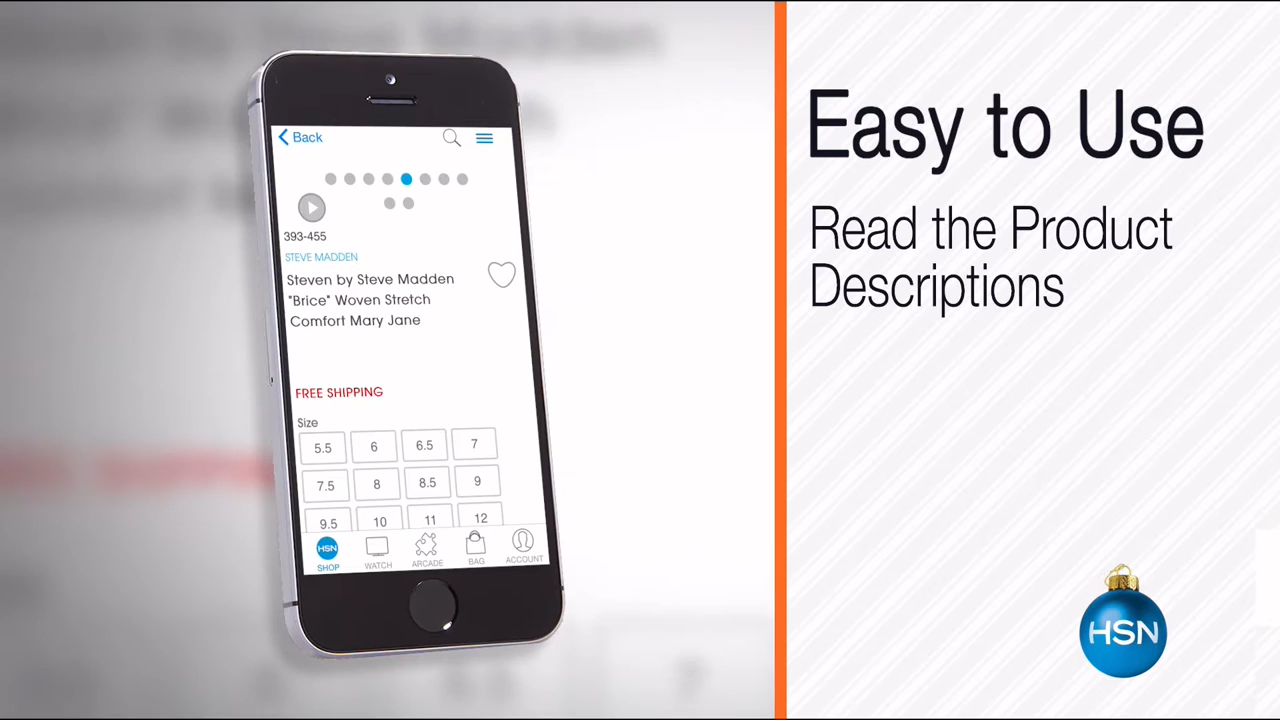 Back
393-455
STEVE MADDEN
Steven by Steve Madden
"Brice" Woven Stretch
Comfort Mary Jane
FREE SHIPPING
Size
5.5 6 6.5 7
7.5 8 8.5 9
9.5 10 11 12
HSN
SHOP WATCH ARCADE BAG ACCOUNT
Easy to Use
Read the Product
Descriptions
HSN